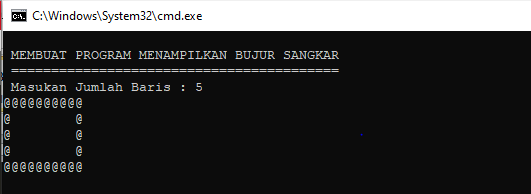 C:\Windows\System32\cmd.exe
MEMBUAT PROGRAM MENAMPILKAN BUJUR SANGKAR
=========================================
Masukan Jumlah Baris : 5
@@@@@@@@@@
@        @
@        @
@        @
@@@@@@@@@@